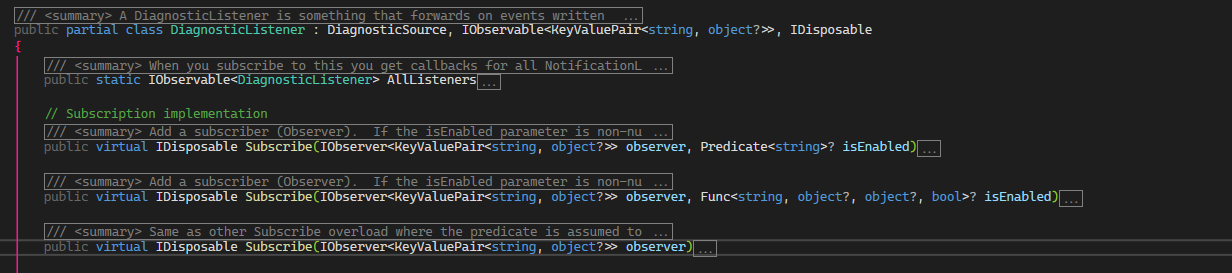 /// <summary> A DiagnosticListener is something that forwards on events written ...
public partial class DiagnosticListener : DiagnosticSource, IObservable<KeyValuePair<string, object?>>, IDisposable
{
/// <summary> When you subscribe to this you get callbacks for all NotificationL ...
public static IObservable<DiagnosticListener> AllListeners...
// Subscription implementation
/// <summary> Add a subscriber (Observer).  If the isEnabled parameter is non-nu ...
public virtual IDisposable Subscribe(IObserver<KeyValuePair<string, object?>> observer, Predicate<string>? isEnabled)...
/// <summary> Add a subscriber (Observer).  If the isEnabled parameter is non-nu ...
public virtual IDisposable Subscribe(IObserver<KeyValuePair<string, object?>> observer, Func<string, object?, object?, bool>? isEnabled)...
/// <summary> Same as other Subscribe overload where the predicate is assumed to ...
public virtual IDisposable Subscribe(IObserver<KeyValuePair<string, object?>> observer)...